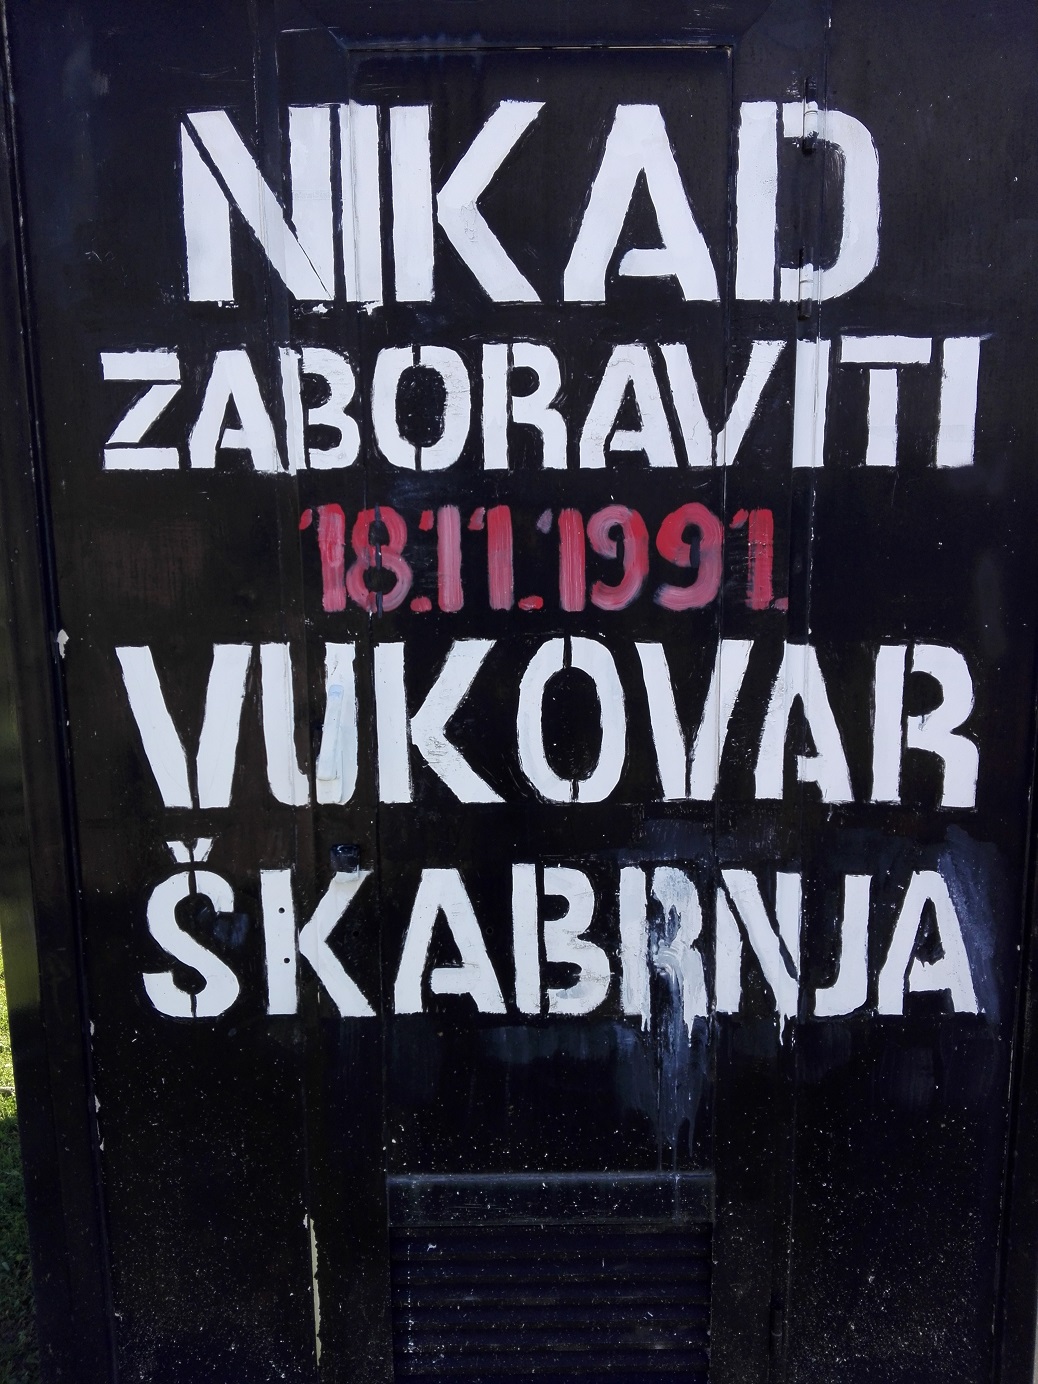 NIKAD
ZABORAVITI
18.11.1991.
VUKOVAR
ŠKABRNJA